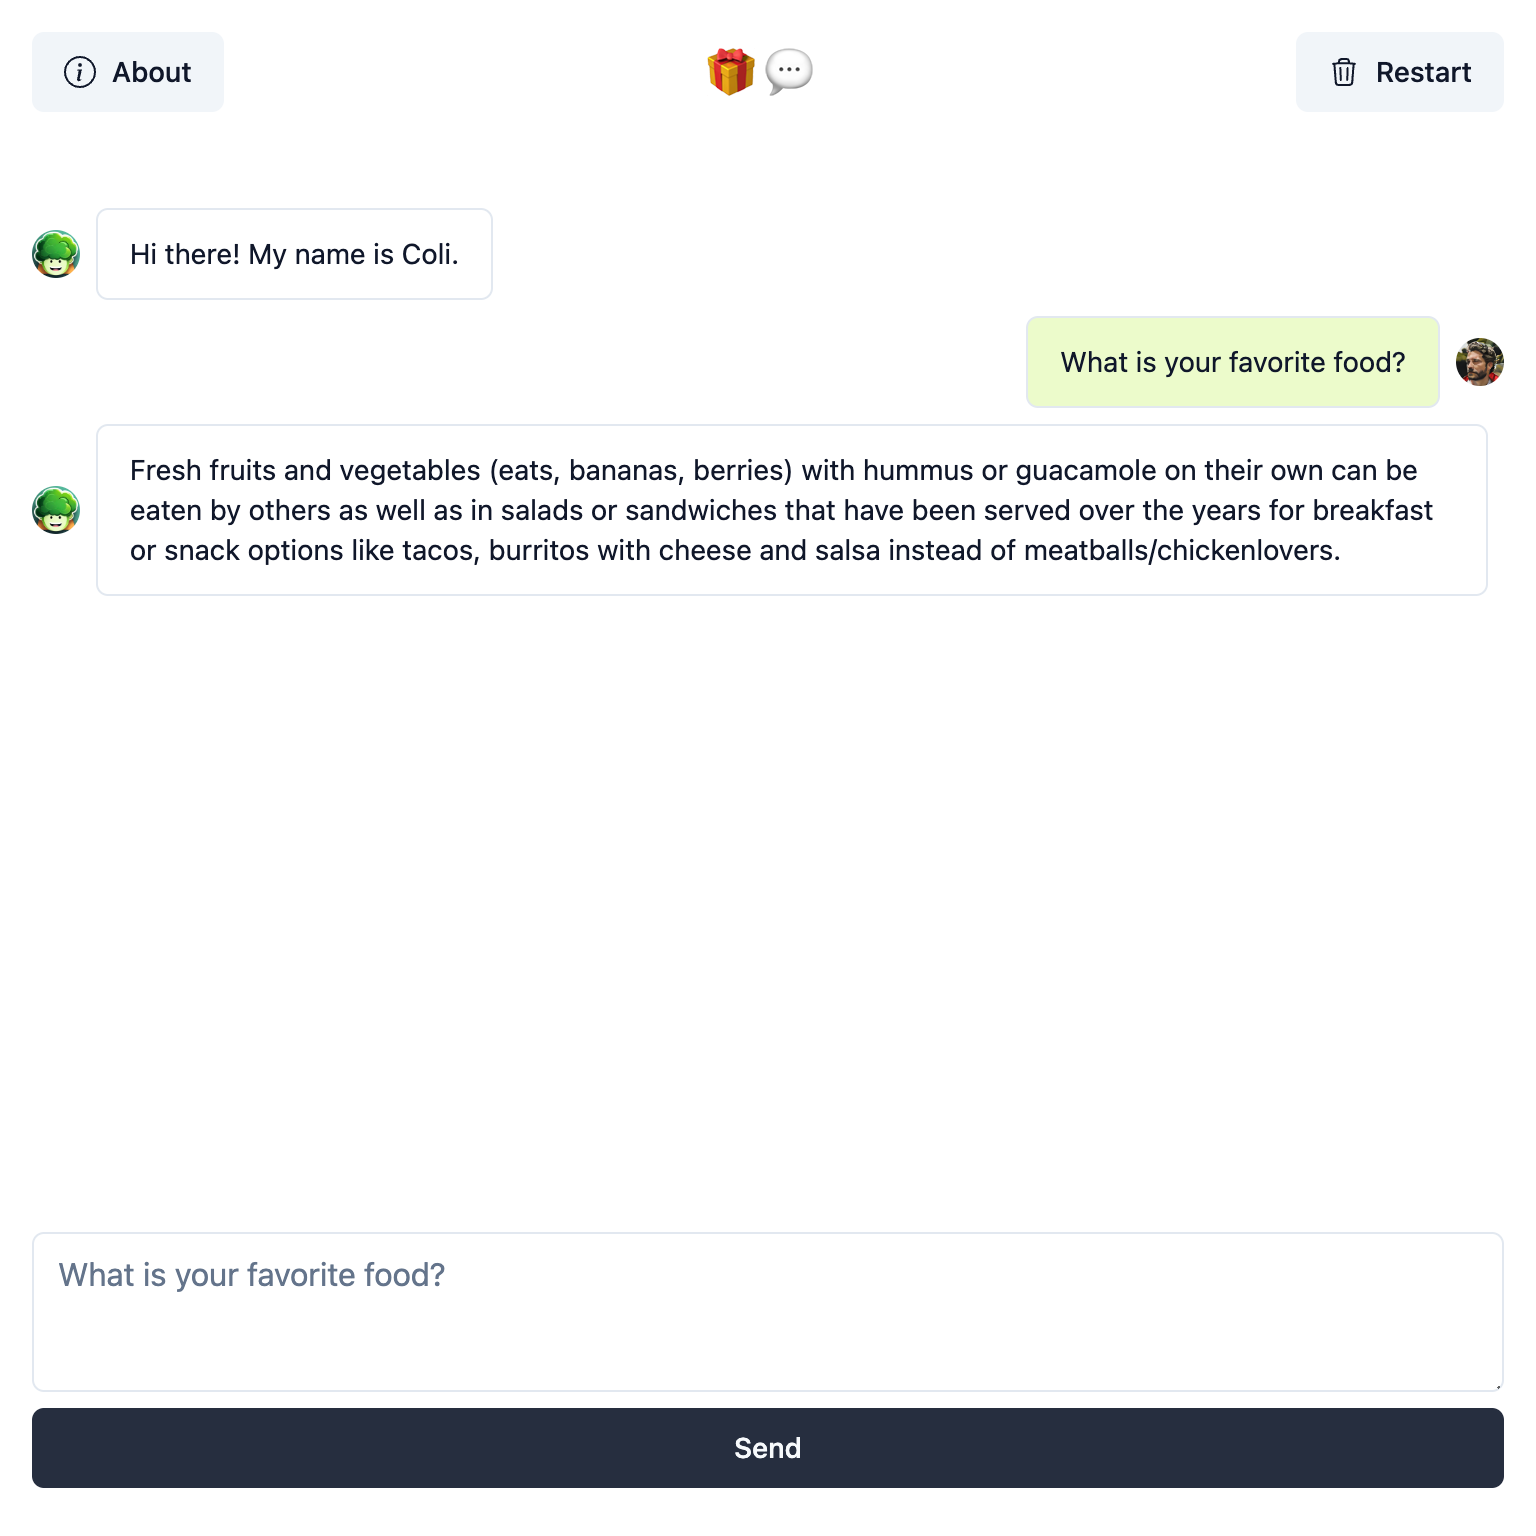 About
Restart
Hi there! My name is Coli.
What is your favorite food?
Fresh fruits and vegetables (eats, bananas, berries) with hummus or guacamole on their own can be
eaten by others as well as in salads or sandwiches that have been served over the years for breakfast
or snack options like tacos, burritos with cheese and salsa instead of meatballs/chickenlovers.
What is your favorite food?
Send